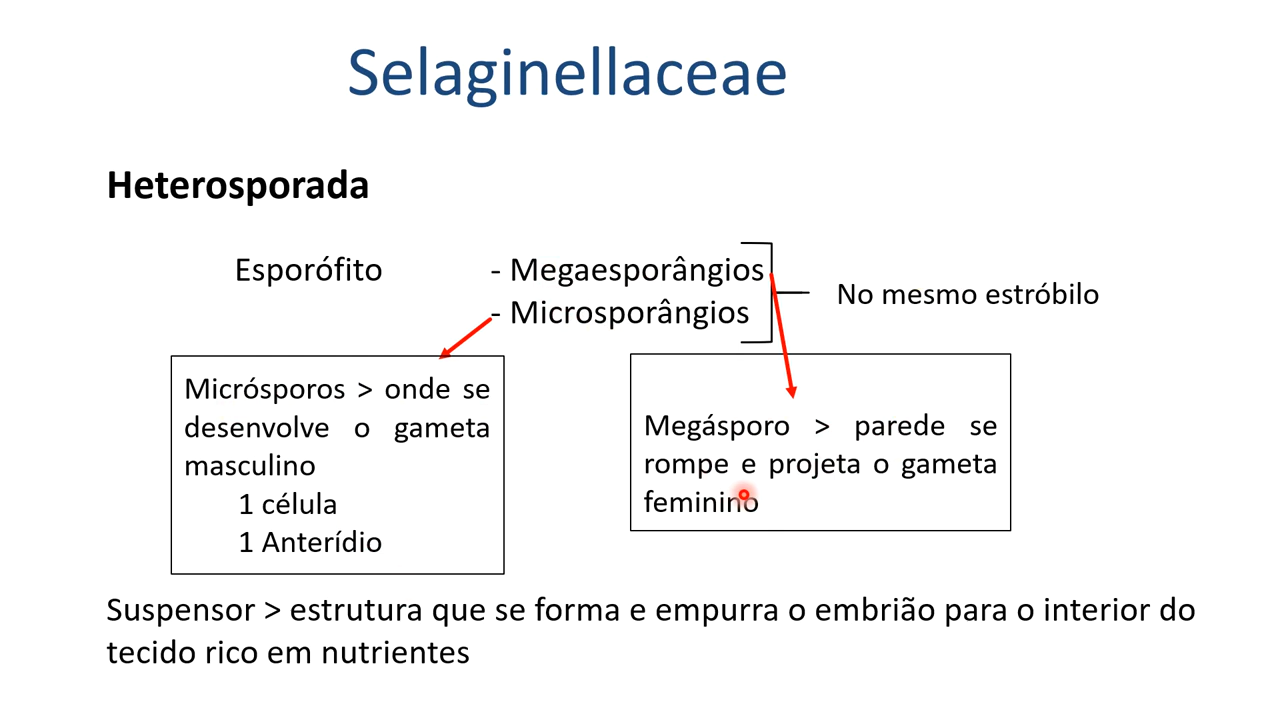 Selaginellaceae
Heterosporada
Esporófito
- Megaesporângios
- Microsporângios
No mesmo estróbilo
Micrósporos > onde se
desenvolve o gameta
masculino
1 célula
1 Anterídio
Megásporo > parede se
rompe e projeta o gameta
feminino
Suspensor > estrutura que se forma e empurra o embrião para o interior do
tecido rico em nutrientes